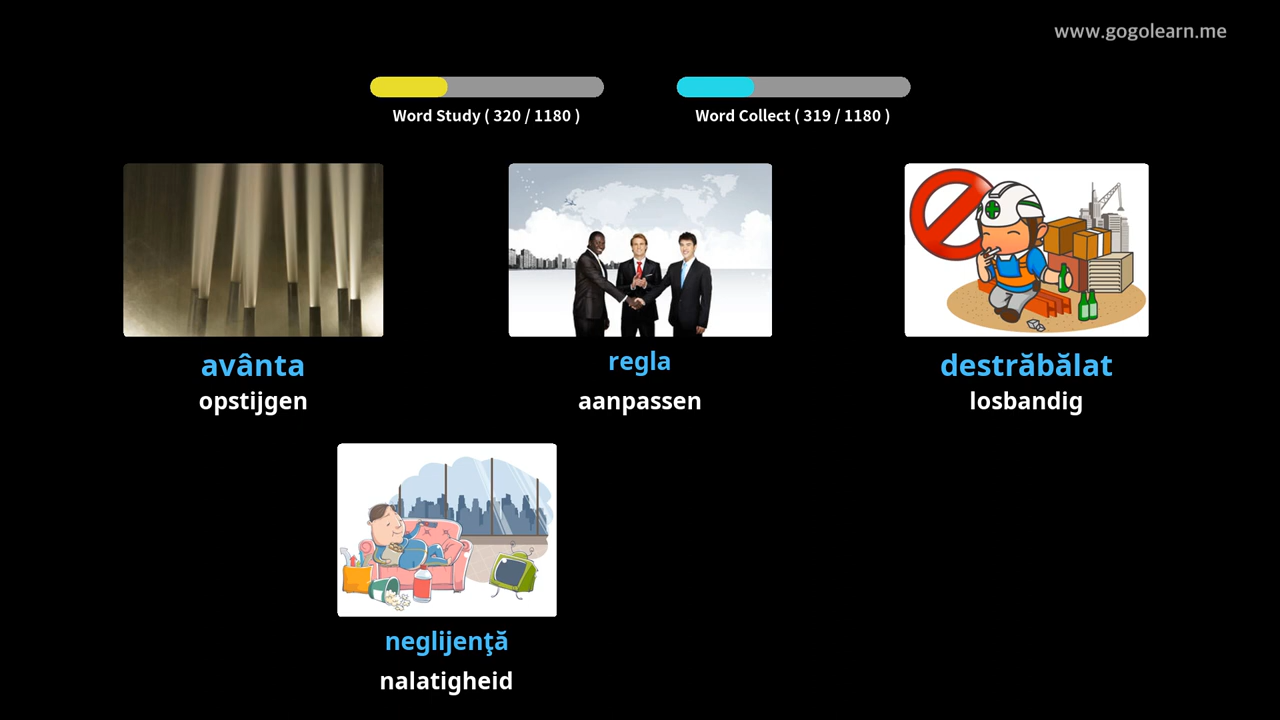 www.gogolearn.me
Word Study ( 320 / 1180 )
Word Collect ( 319 / 1180 )
avânta
opstijgen
regla
aanpassen
destrăbălat
losbandig
neglijenţă
nalatigheid